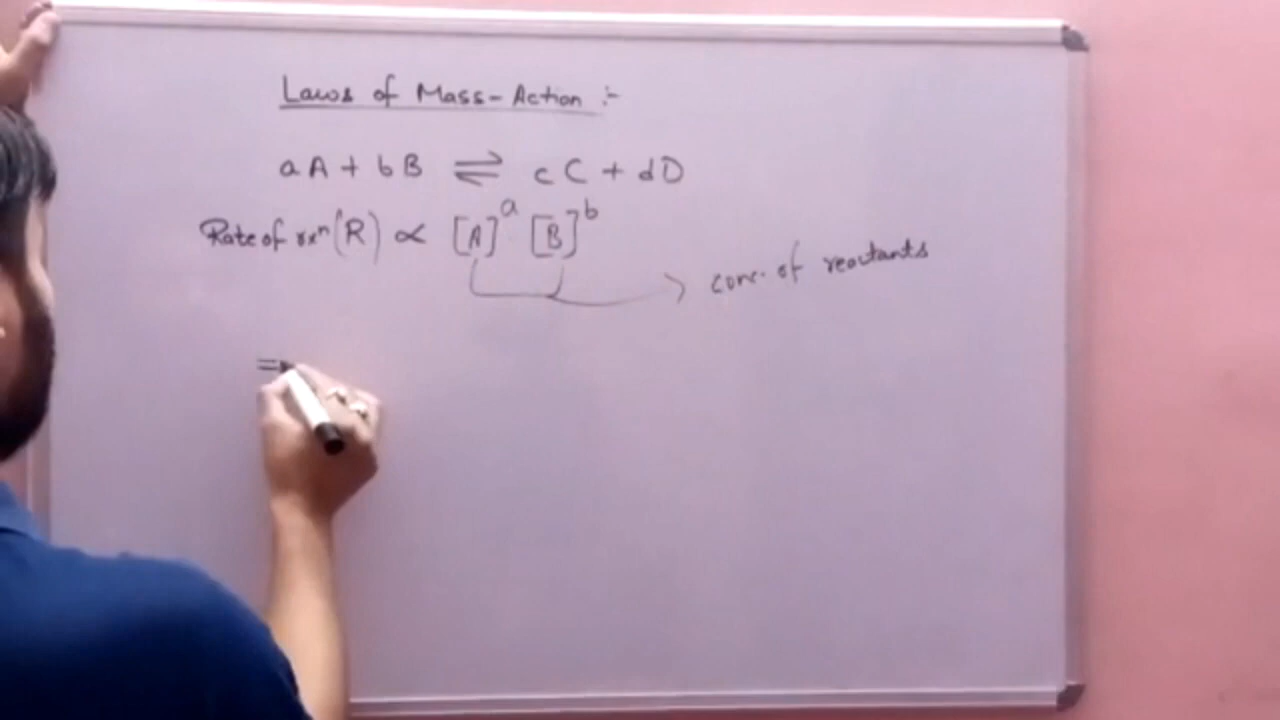 Laws of Mass-Action :-
aA + bB ⇌ cC + dD
Rate of rxⁿ (R) ∝ [A]ᵃ [B]ᵇ
conc. of reactants
=